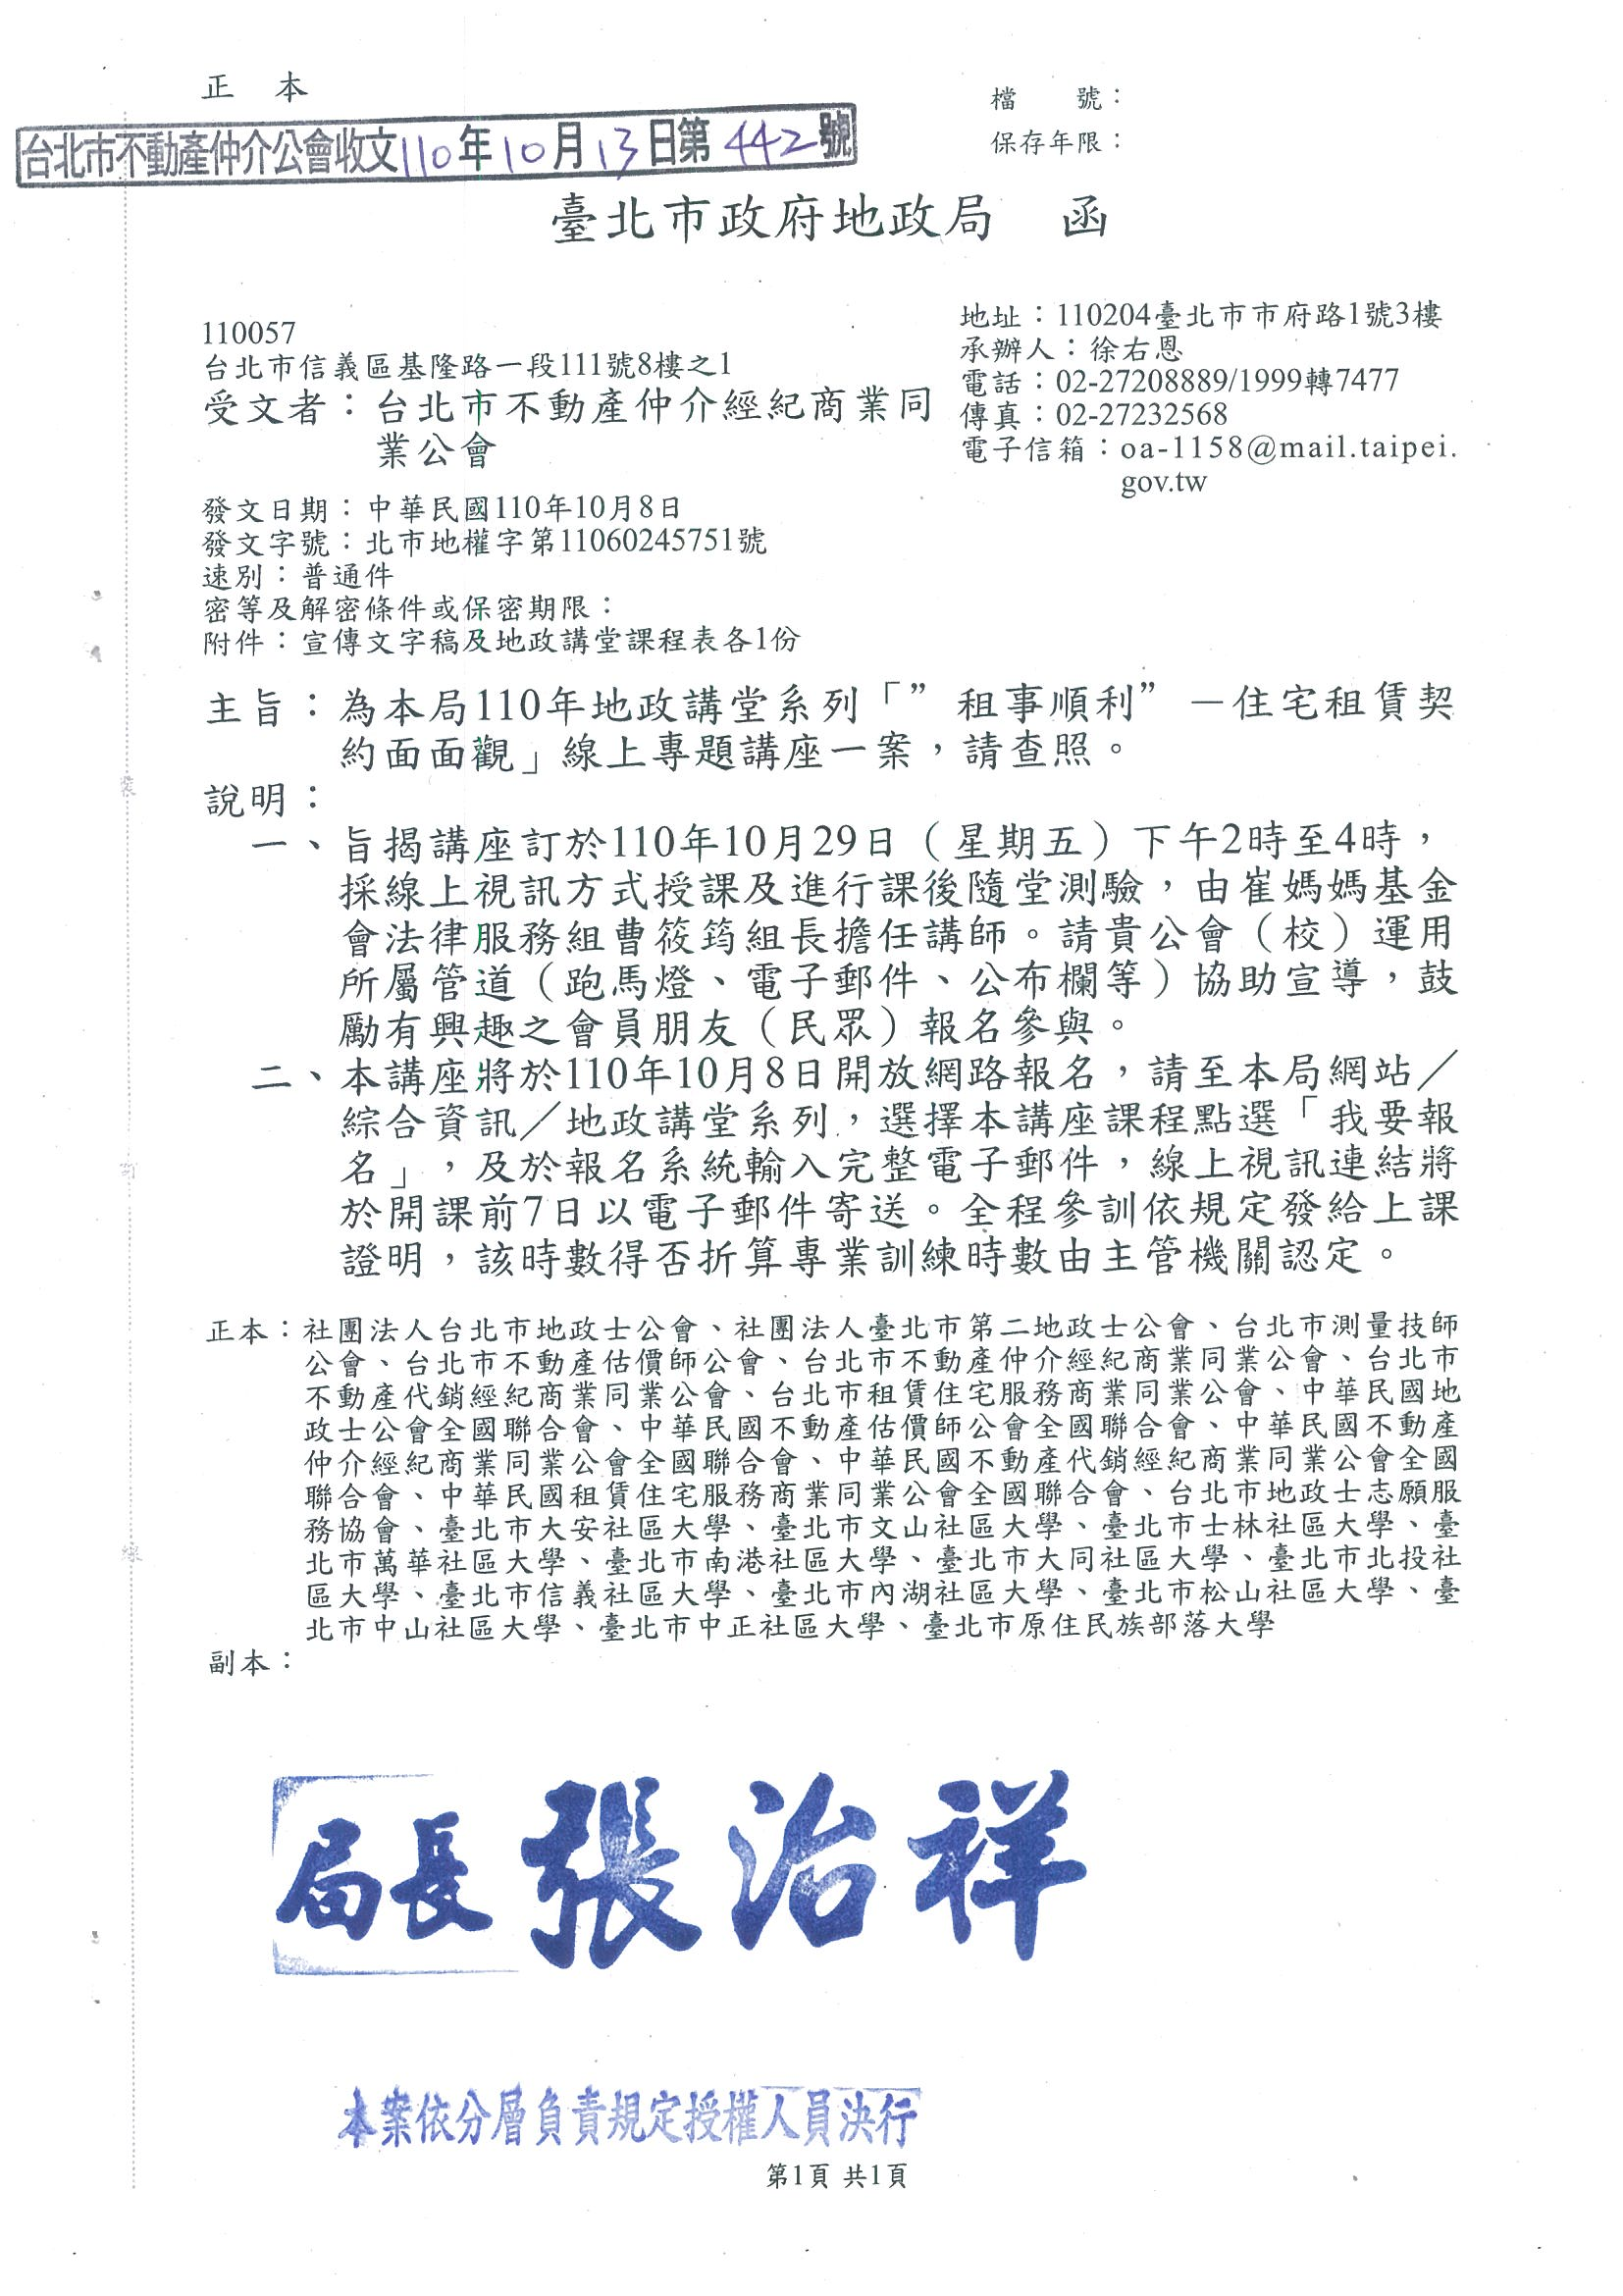 正　本
檔　　號：
保存年限：
台北市不動產仲介公會收文110年10月13日第442號
臺北市政府地政局　函
110057
台北市信義區基隆路一段111號8樓之1
受文者：台北市不動產仲介經紀商業同
業公會
地址：110204臺北市市府路1號3樓
承辦人：徐右恩
電話：02-27208889/1999轉7477
傳真：02-27232568
電子信箱：oa-1158@mail.taipei.
gov.tw
發文日期：中華民國110年10月8日
發文字號：北市地權字第11060245751號
速別：普通件
密等及解密條件或保密期限：
附件：宣傳文字稿及地政講堂課程表各1份
主旨：為本局110年地政講堂系列「”租事順利”－住宅租賃契
約面面觀」線上專題講座一案，請查照。
說明：
一、旨揭講座訂於110年10月29日（星期五）下午2時至4時，
採線上視訊方式授課及進行課後隨堂測驗，由崔媽媽基金
會法律服務組曹筱筠組長擔任講師。請貴公會（校）運用
所屬管道（跑馬燈、電子郵件、公布欄等）協助宣導，鼓
勵有興趣之會員朋友（民眾）報名參與。
二、本講座將於110年10月8日開放網路報名，請至本局網站／
綜合資訊／地政講堂系列，選擇本講座課程點選「我要報
名」，及於報名系統輸入完整電子郵件，線上視訊連結將
於開課前7日以電子郵件寄送。全程參訓依規定發給上課
證明，該時數得否折算專業訓練時數由主管機關認定。
正本：社團法人台北市地政士公會、社團法人臺北市第二地政士公會、台北市測量技師
公會、台北市不動產估價師公會、台北市不動產仲介經紀商業同業公會、台北市
不動產代銷經紀商業同業公會、台北市租賃住宅服務商業同業公會、中華民國地
政士公會全國聯合會、中華民國不動產估價師公會全國聯合會、中華民國不動產
仲介經紀商業同業公會全國聯合會、中華民國不動產代銷經紀商業同業公會全國
聯合會、中華民國租賃住宅服務商業同業公會全國聯合會、台北市地政士志願服
務協會、臺北市大安社區大學、臺北市文山社區大學、臺北市士林社區大學、臺
北市萬華社區大學、臺北市南港社區大學、臺北市大同社區大學、臺北市北投社
區大學、臺北市信義社區大學、臺北市內湖社區大學、臺北市松山社區大學、臺
北市中山社區大學、臺北市中正社區大學、臺北市原住民族部落大學
副本：
裝
訂
線
局長 張治祥
本案依分層負責規定授權人員決行
第1頁 共1頁